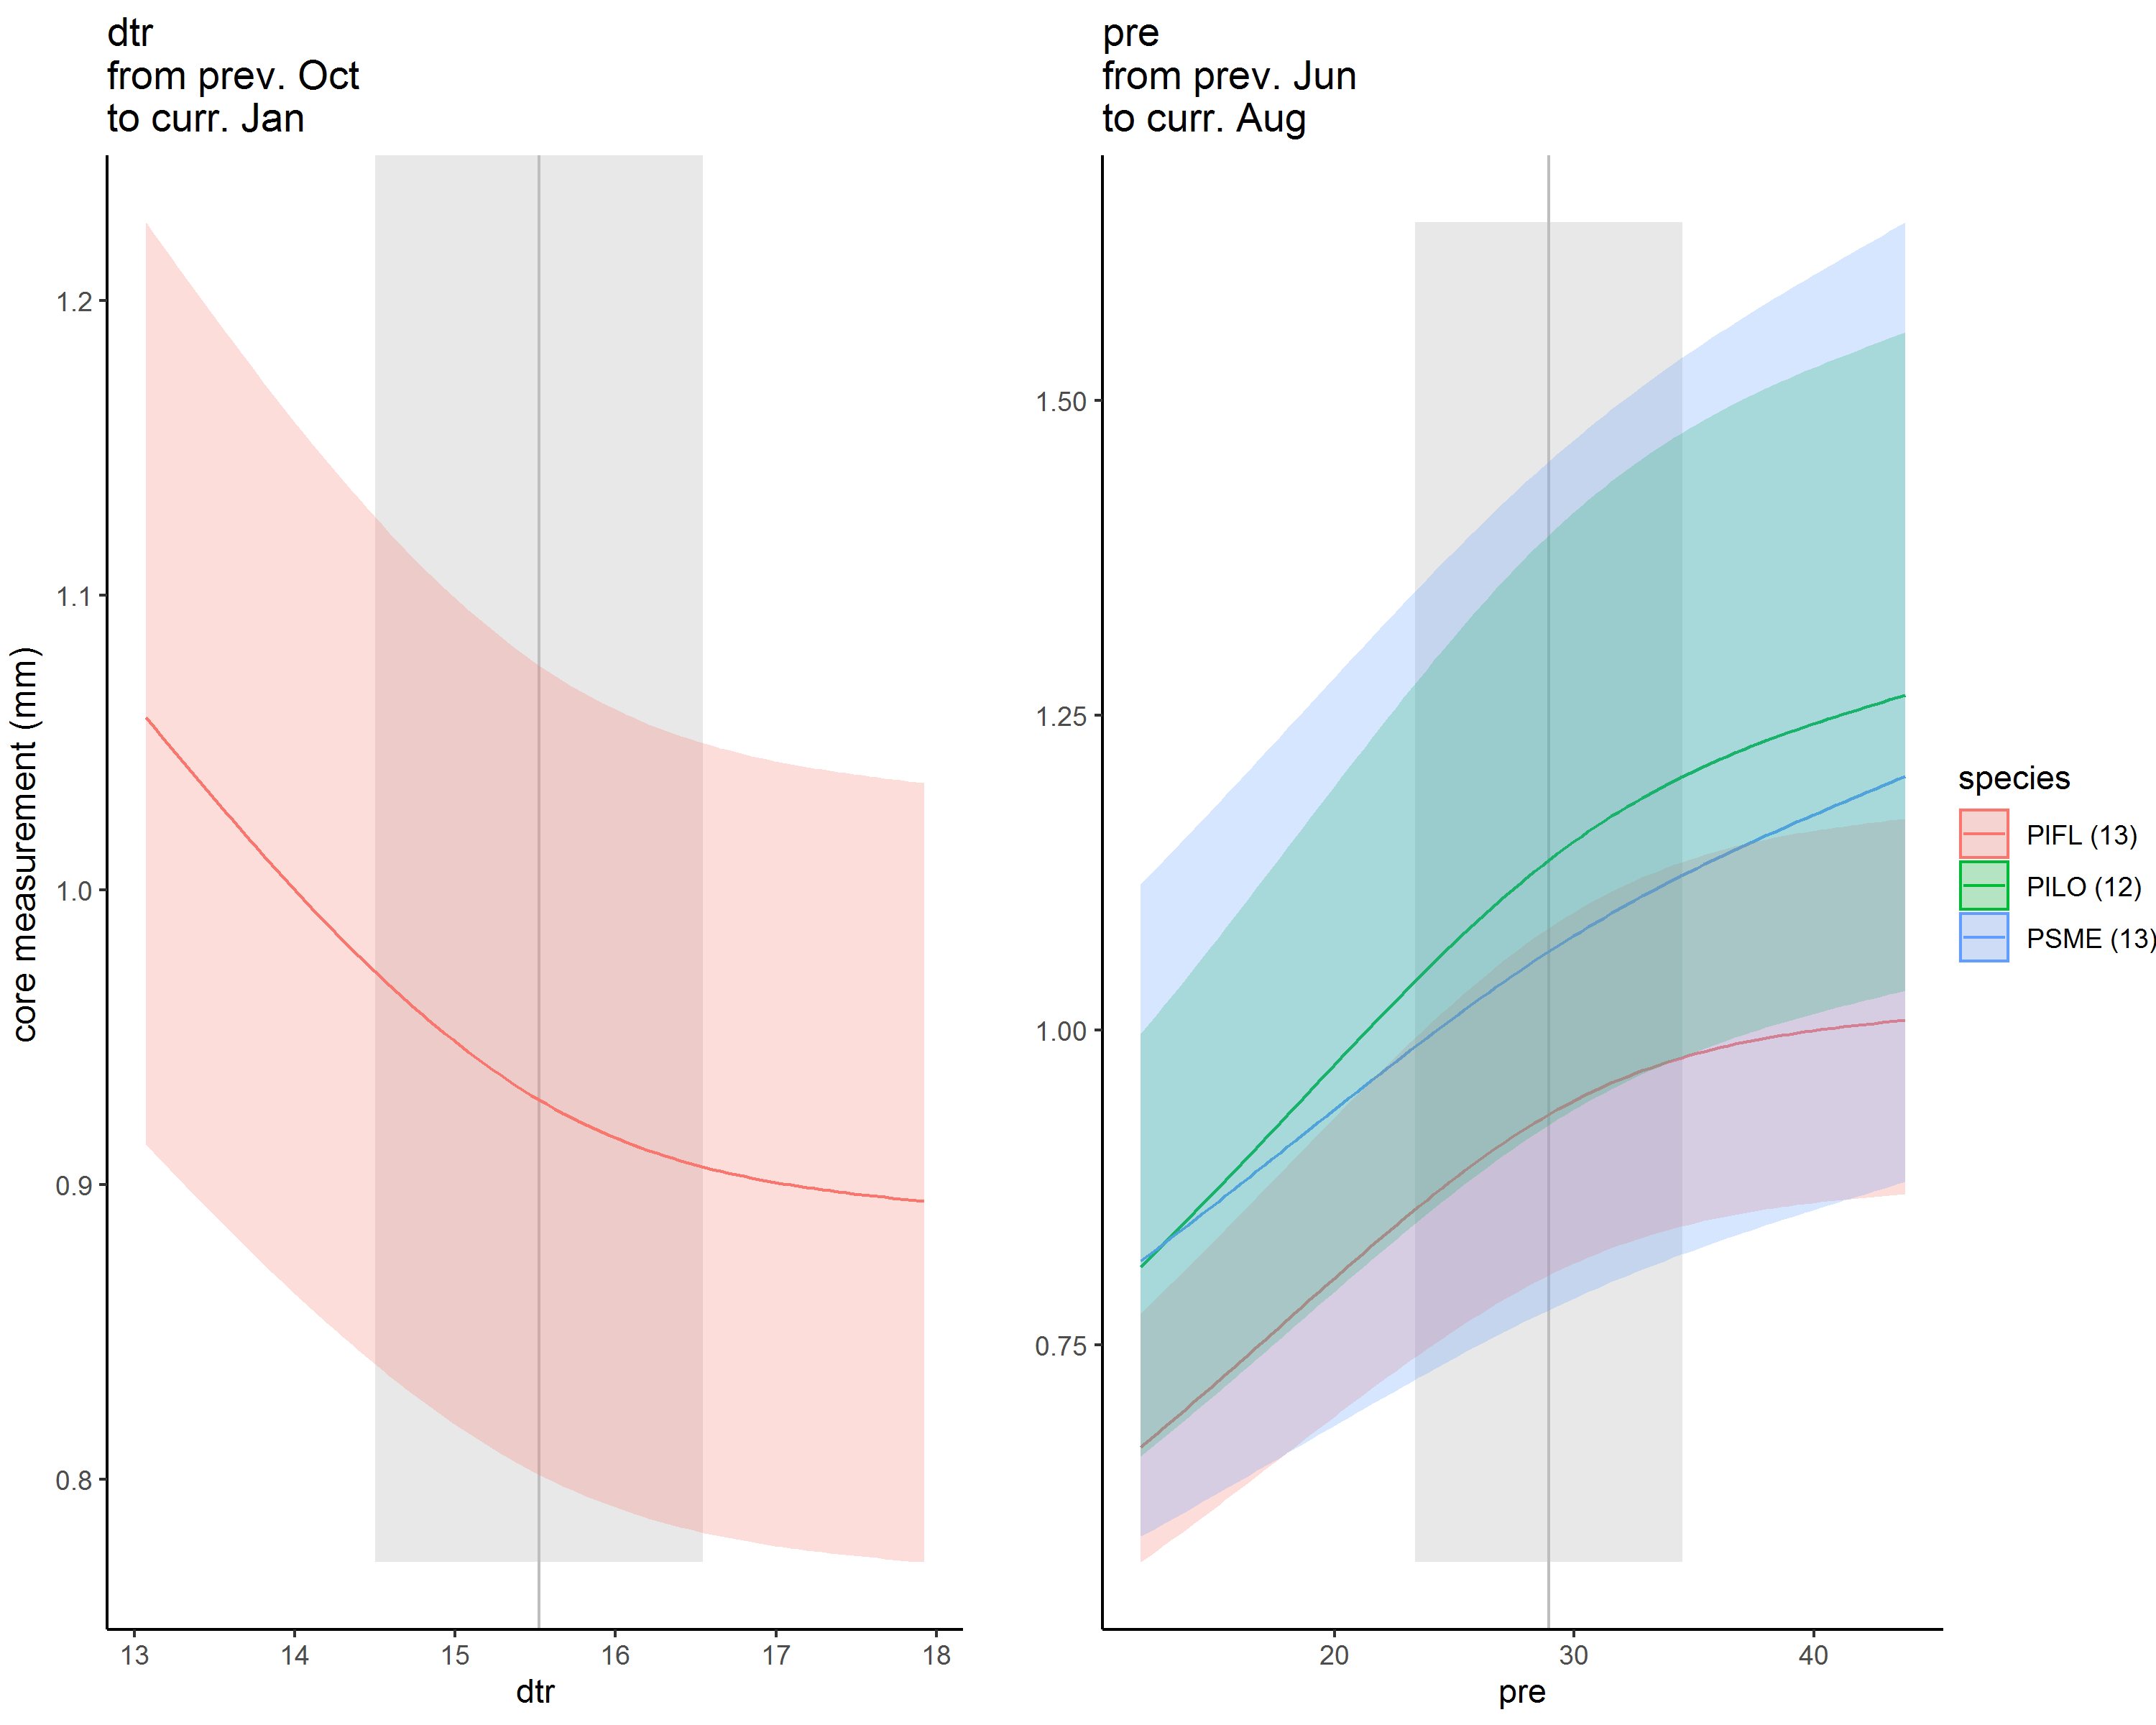 dtr
from prev. Oct
to curr. Jan
pre
from prev. Jun
to curr. Aug
core measurement (mm)
1.2
1.1
1.0
0.9
0.8
13 14 15 16 17 18
dtr
1.50
1.25
1.00
0.75
20 30 40
pre
species
PIFL (13)
PILO (12)
PSME (13)